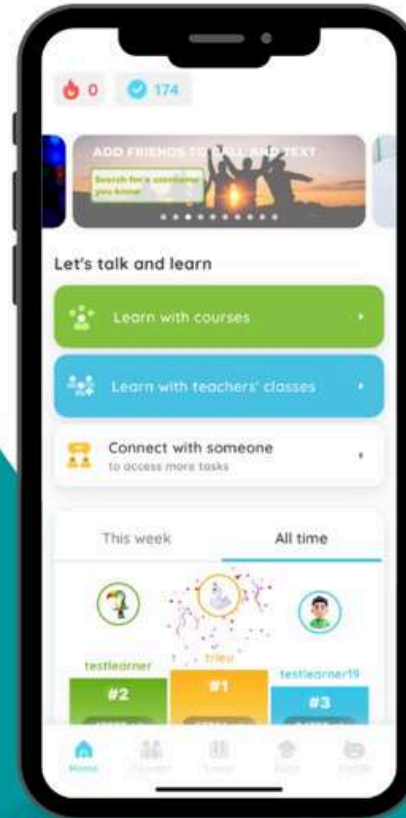 0
174
ADD FRIENDS TO CALL AND TEXT
Search for a username
you know
Let's talk and learn
Learn with courses
Learn with teachers' classes
Connect with someone
to access more tasks
This week
All time
testlearner
trieu
testlearner19
#2
#1
#3
Home
Connect
Profile